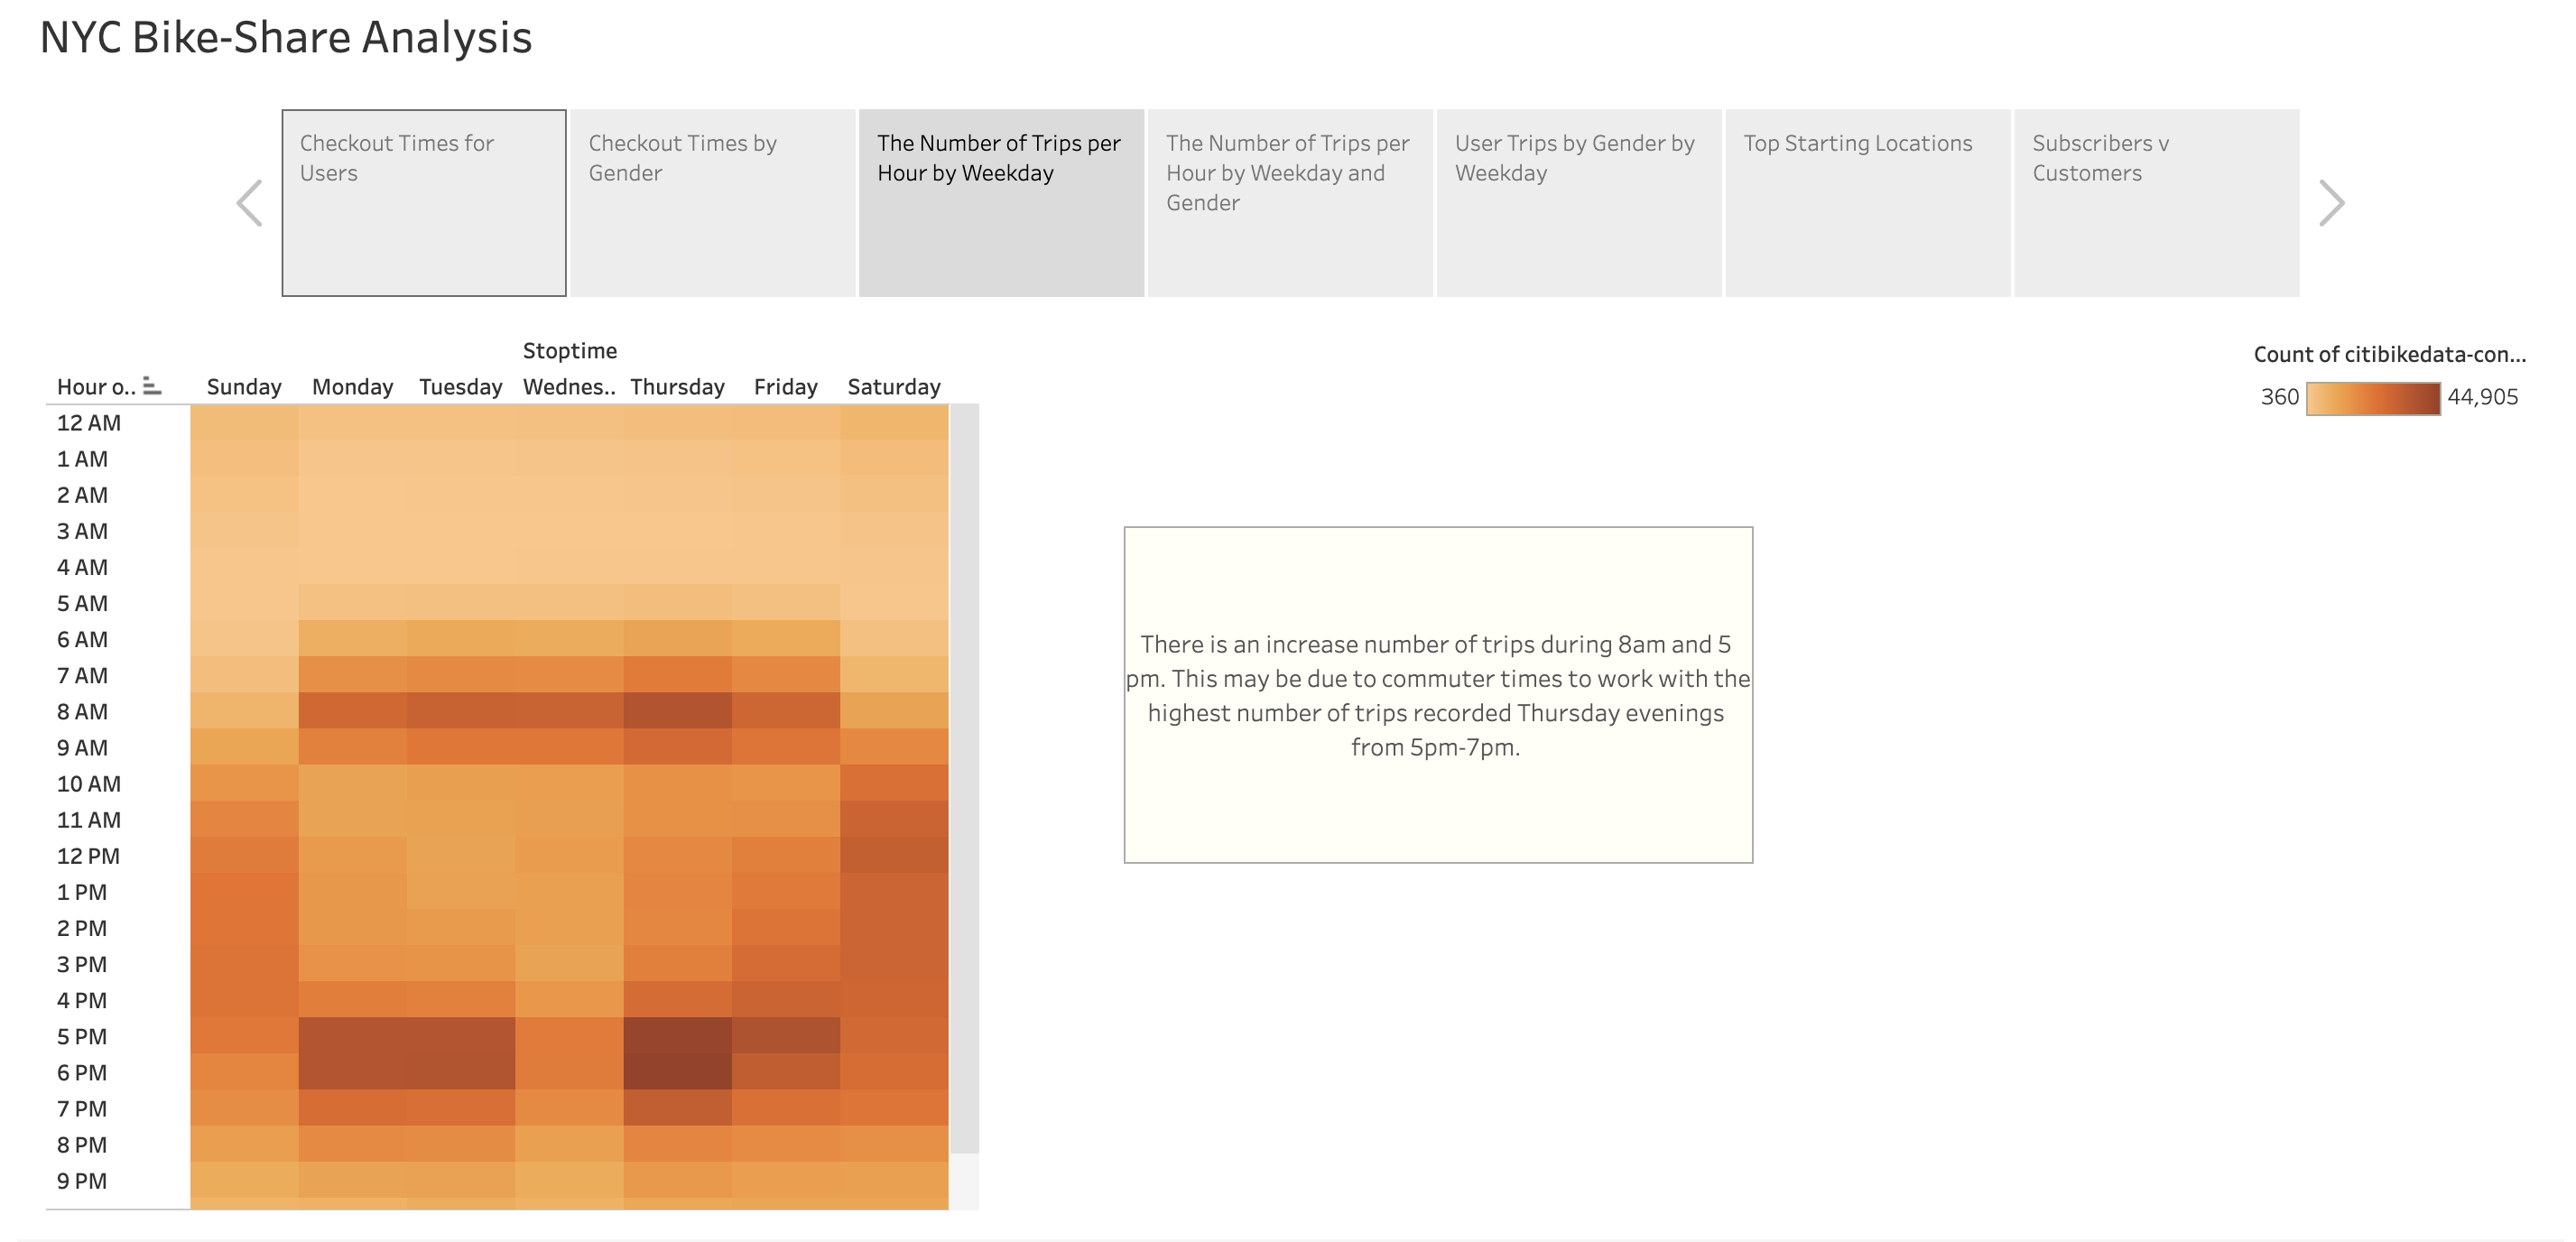 NYC Bike-Share Analysis
Checkout Times for
Users
Checkout Times by
Gender
The Number of Trips per
Hour by Weekday
The Number of Trips per
Hour by Weekday and
Gender
User Trips by Gender by
Weekday
Top Starting Locations
Subscribers v
Customers
Stoptime
Hour o.. Sunday Monday Tuesday Wednes.. Thursday Friday Saturday
12 AM
1 AM
2 AM
3 AM
4 AM
5 AM
6 AM
7 AM
8 AM
9 AM
10 AM
11 AM
12 PM
1 PM
2 PM
3 PM
4 PM
5 PM
6 PM
7 PM
8 PM
9 PM
There is an increase number of trips during 8am and 5
pm. This may be due to commuter times to work with the
highest number of trips recorded Thursday evenings
from 5pm-7pm.
Count of citibikedata-con...
360 44,905